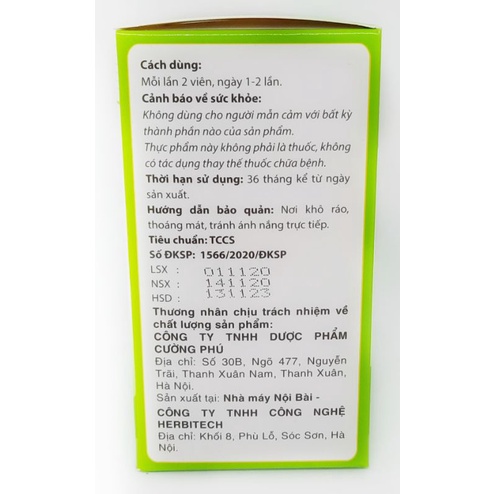 Cách dùng:
Mỗi lần 2 viên, ngày 1-2 lần.
Cảnh báo về sức khỏe:
Không dùng cho người mẫn cảm với bất kỳ
thành phần nào của sản phẩm.
Thực phẩm này không phải là thuốc, không
có tác dụng thay thế thuốc chữa bệnh.
Thời hạn sử dụng: 36 tháng kể từ ngày
sản xuất.
Hướng dẫn bảo quản: Nơi khô ráo,
thoáng mát, tránh ánh nắng trực tiếp.
Tiêu chuẩn: TCCS
Số ĐKSP: 1566/2020/ĐKSP
LSX : 011120
NSX : 141120
HSD : 131123
Thương nhân chịu trách nhiệm về
chất lượng sản phẩm:
CÔNG TY TNHH DƯỢC PHẨM
CƯỜNG PHÚ
Địa chỉ: Số 30B, Ngõ 477, Nguyễn
Trãi, Thanh Xuân Nam, Thanh Xuân,
Hà Nội.
Sản xuất tại: Nhà máy Nội Bài -
CÔNG TY TNHH CÔNG NGHỆ
HERBITECH
Địa chỉ: Khối 8, Phù Lỗ, Sóc Sơn, Hà
Nội.